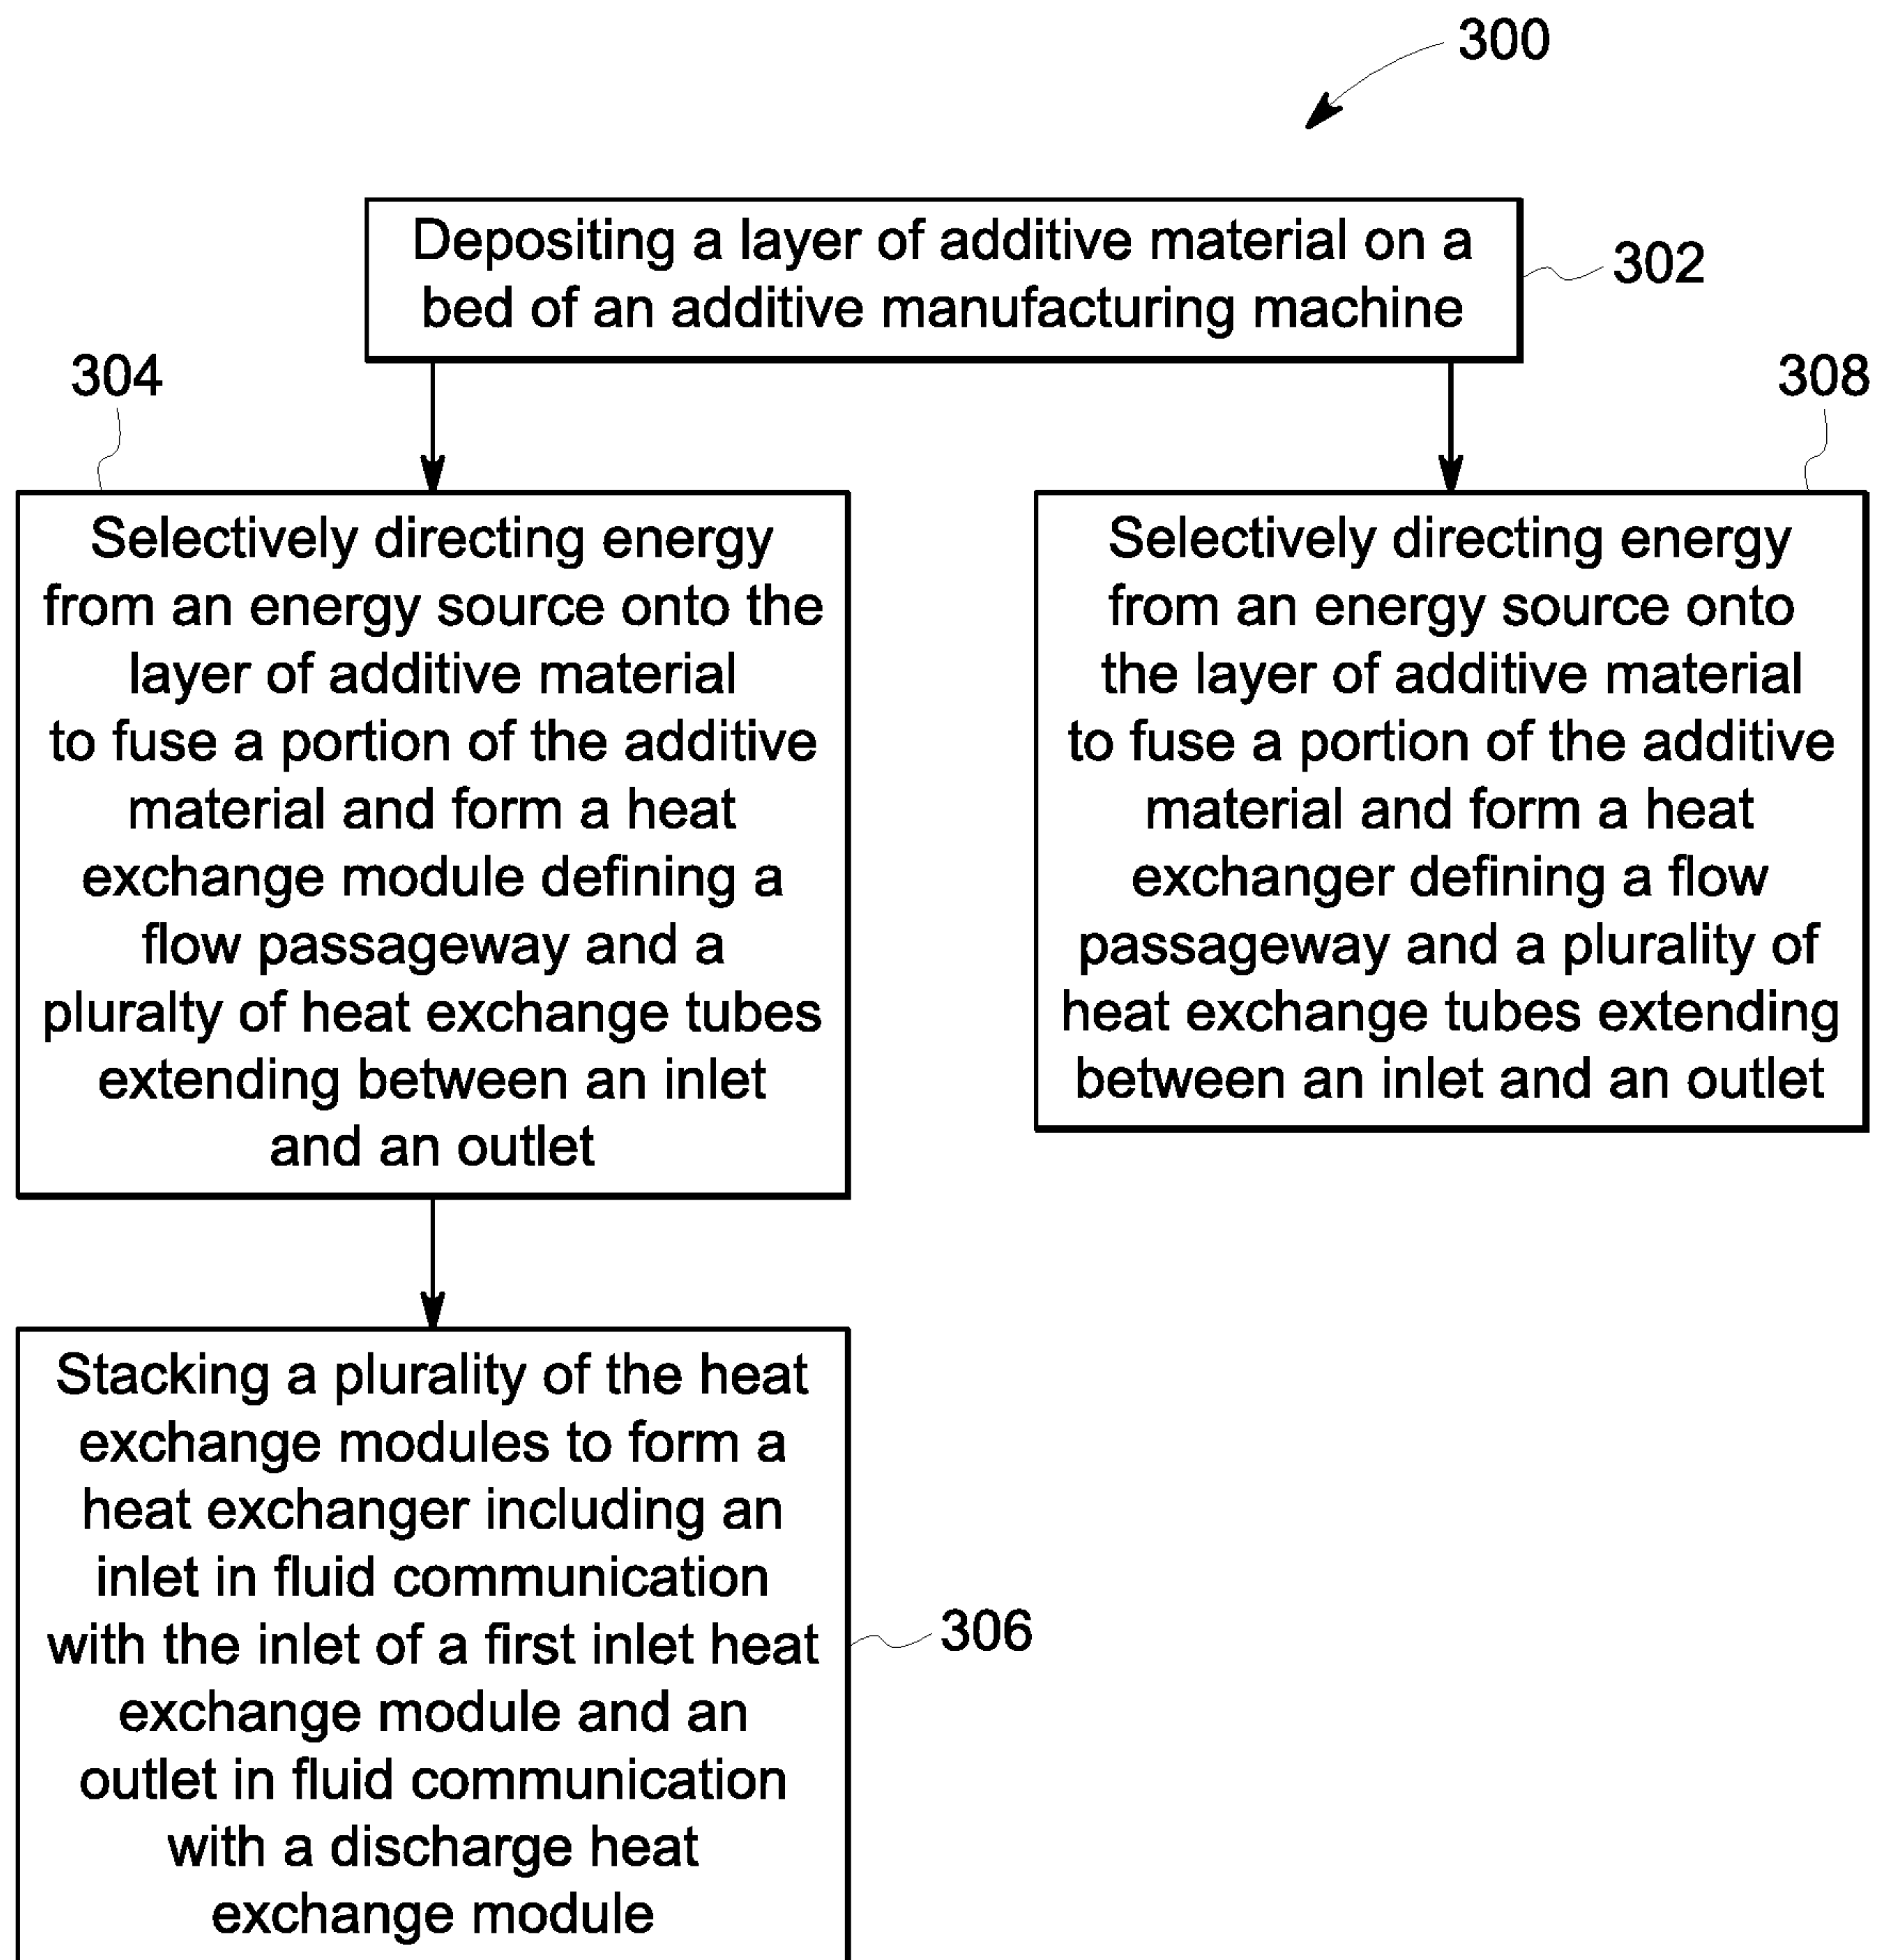 300
Depositing a layer of additive material on a
bed of an additive manufacturing machine
302
304
Selectively directing energy
from an energy source onto the
layer of additive material
to fuse a portion of the additive
material and form a heat
exchange module defining a
flow passageway and a
pluralty of heat exchange tubes
extending between an inlet
and an outlet
308
Selectively directing energy
from an energy source onto
the layer of additive material
to fuse a portion of the additive
material and form a heat
exchanger defining a flow
passageway and a plurality of
heat exchange tubes extending
between an inlet and an outlet
Stacking a plurality of the heat
exchange modules to form a
heat exchanger including an
inlet in fluid communication
with the inlet of a first inlet heat
exchange module and an
outlet in fluid communication
with a discharge heat
exchange module
306